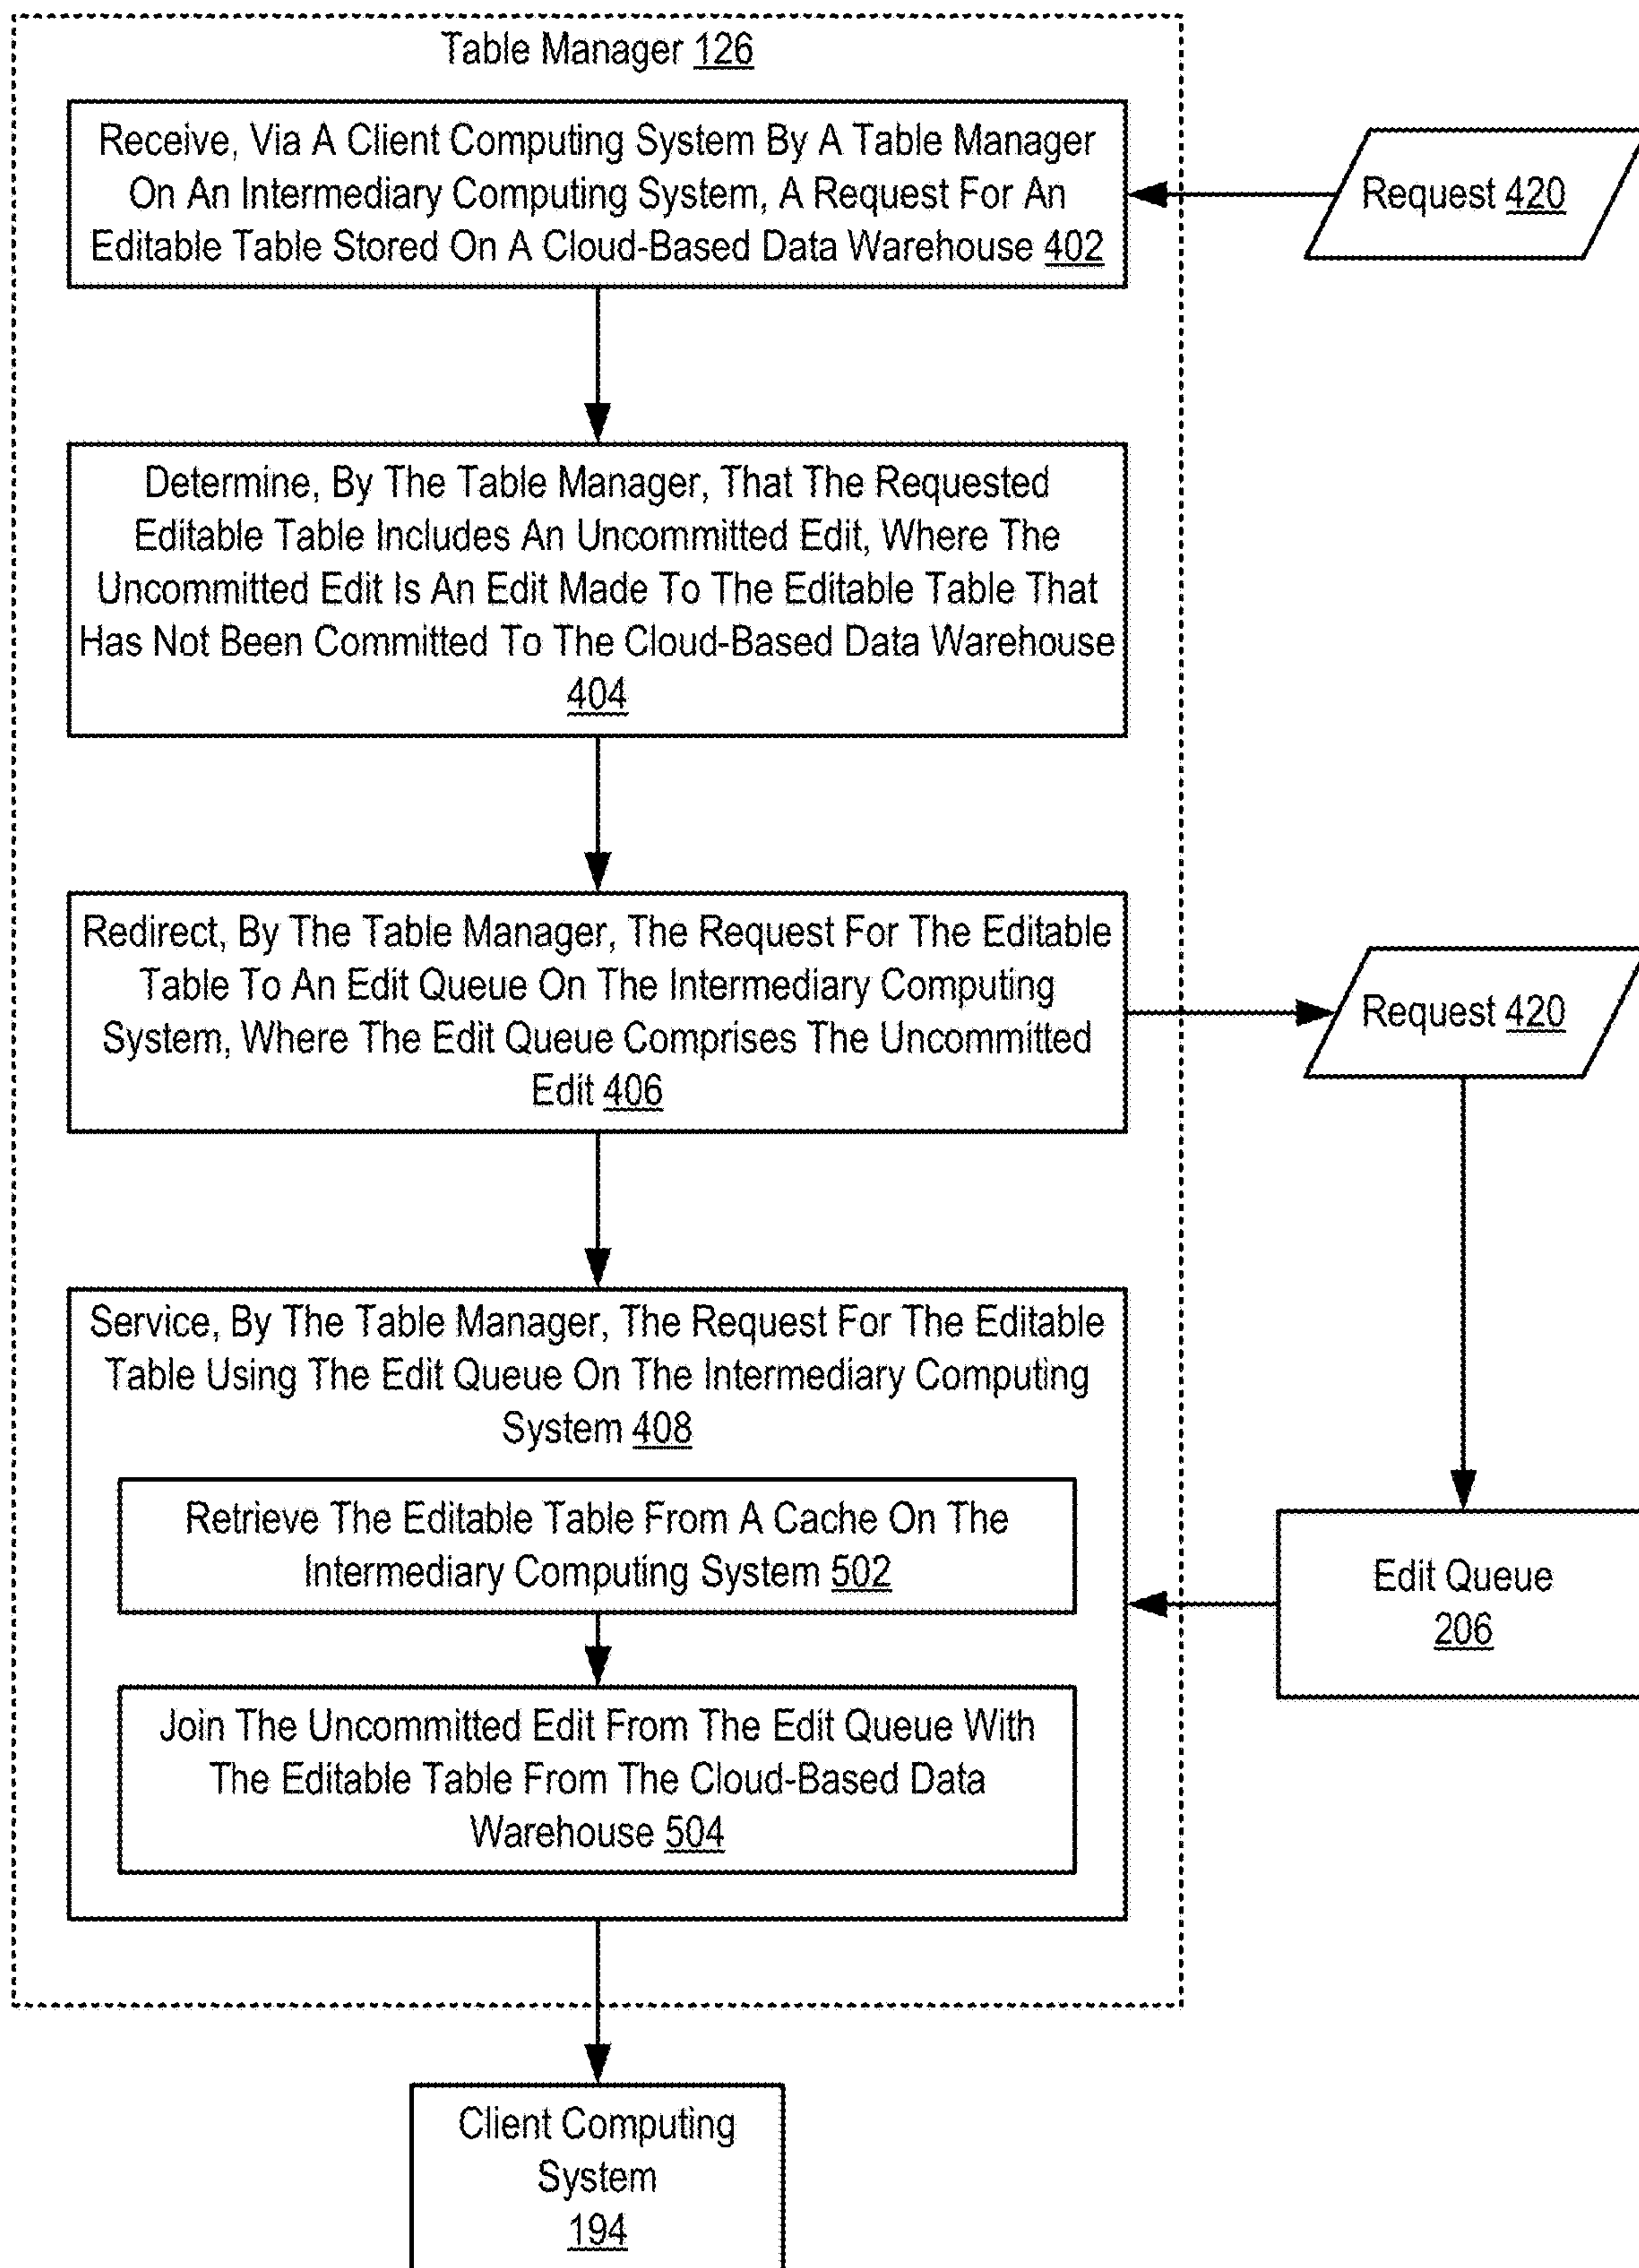 Table Manager 126
Receive, Via A Client Computing System By A Table Manager
On An Intermediary Computing System, A Request For An
Editable Table Stored On A Cloud-Based Data Warehouse 402
Request 420
Determine, By The Table Manager, That The Requested
Editable Table Includes An Uncommitted Edit, Where The
Uncommitted Edit Is An Edit Made To The Editable Table That
Has Not Been Committed To The Cloud-Based Data Warehouse
404
Redirect, By The Table Manager, The Request For The Editable
Table To An Edit Queue On The Intermediary Computing
System, Where The Edit Queue Comprises The Uncommitted
Edit 406
Request 420
Service, By The Table Manager, The Request For The Editable
Table Using The Edit Queue On The Intermediary Computing
System 408
Retrieve The Editable Table From A Cache On The
Intermediary Computing System 502
Edit Queue
206
Join The Uncommitted Edit From The Edit Queue With
The Editable Table From The Cloud-Based Data
Warehouse 504
Client Computing
System
194